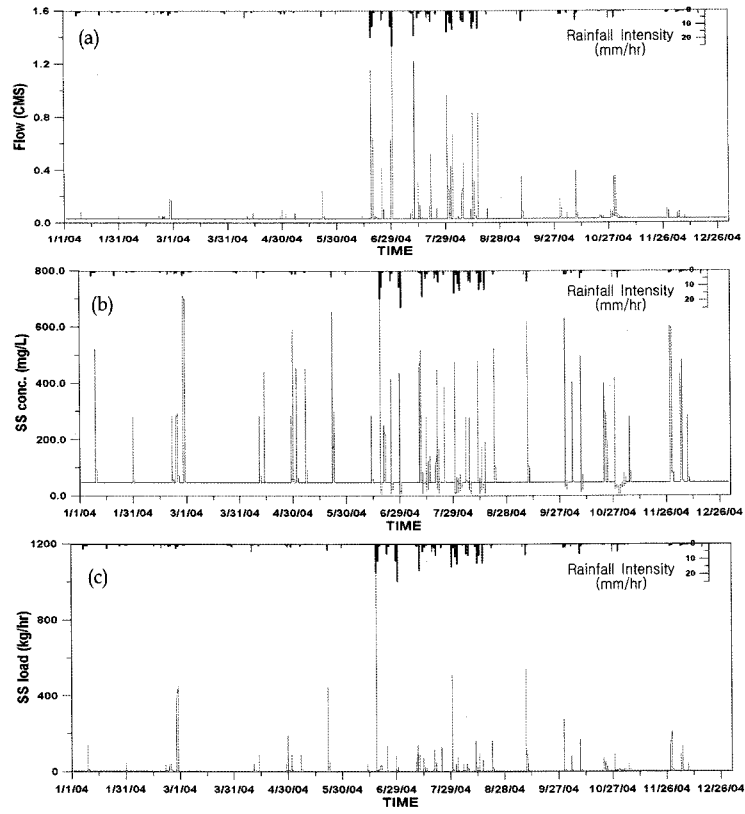 1.6
(a)
Rainfall Intensity
(mm/hr)
0
10
20
1.2
0.8
0.4
0.0
Flow (CMS)
1/1/04 1/31/04 3/1/04 3/31/04 4/30/04 5/30/04 6/29/04 7/29/04 8/28/04 9/27/04 10/27/04 11/26/04 12/26/04
TIME
800.0
(b)
Rainfall Intensity
(mm/hr)
0
10
20
600.0
400.0
200.0
0.0
SS conc. (mg/L)
1/1/04 1/31/04 3/1/04 3/31/04 4/30/04 5/30/04 6/29/04 7/29/04 8/28/04 9/27/04 10/27/04 11/26/04 12/26/04
TIME
1200
(c)
Rainfall Intensity
(mm/hr)
0
10
20
800
400
0
SS load (kg/hr)
1/1/04 1/31/04 3/1/04 3/31/04 4/30/04 5/30/04 6/29/04 7/29/04 8/28/04 9/27/04 10/27/04 11/26/04 12/26/04
TIME